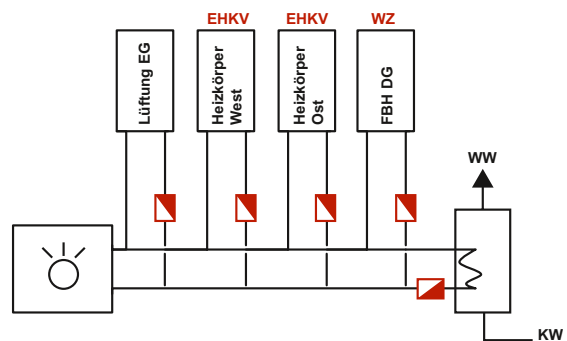 EHKV
EHKV
WZ
Lüftung EG
Heizkörper
West
Heizkörper
Ost
FBH DG
WW
KW